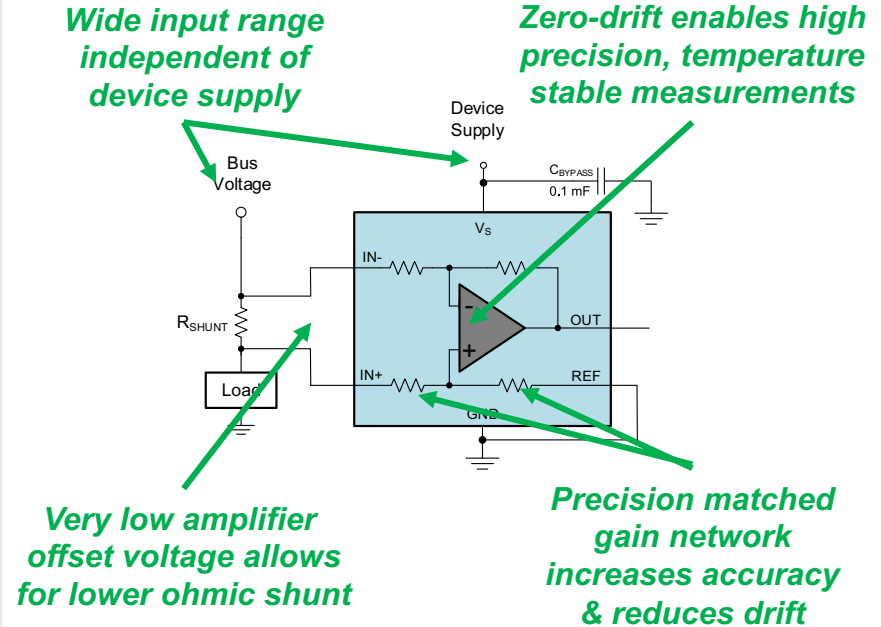 Wide input range
independent of
device supply
Zero-drift enables high
precision, temperature
stable measurements
Device
Supply
Bus
Voltage
CBYPASS
0.1 mF
VS
IN-
-
RSHUNT
OUT
+
IN+
REF
Load
GND
Very low amplifier
offset voltage allows
for lower ohmic shunt
Precision matched
gain network
increases accuracy
& reduces drift